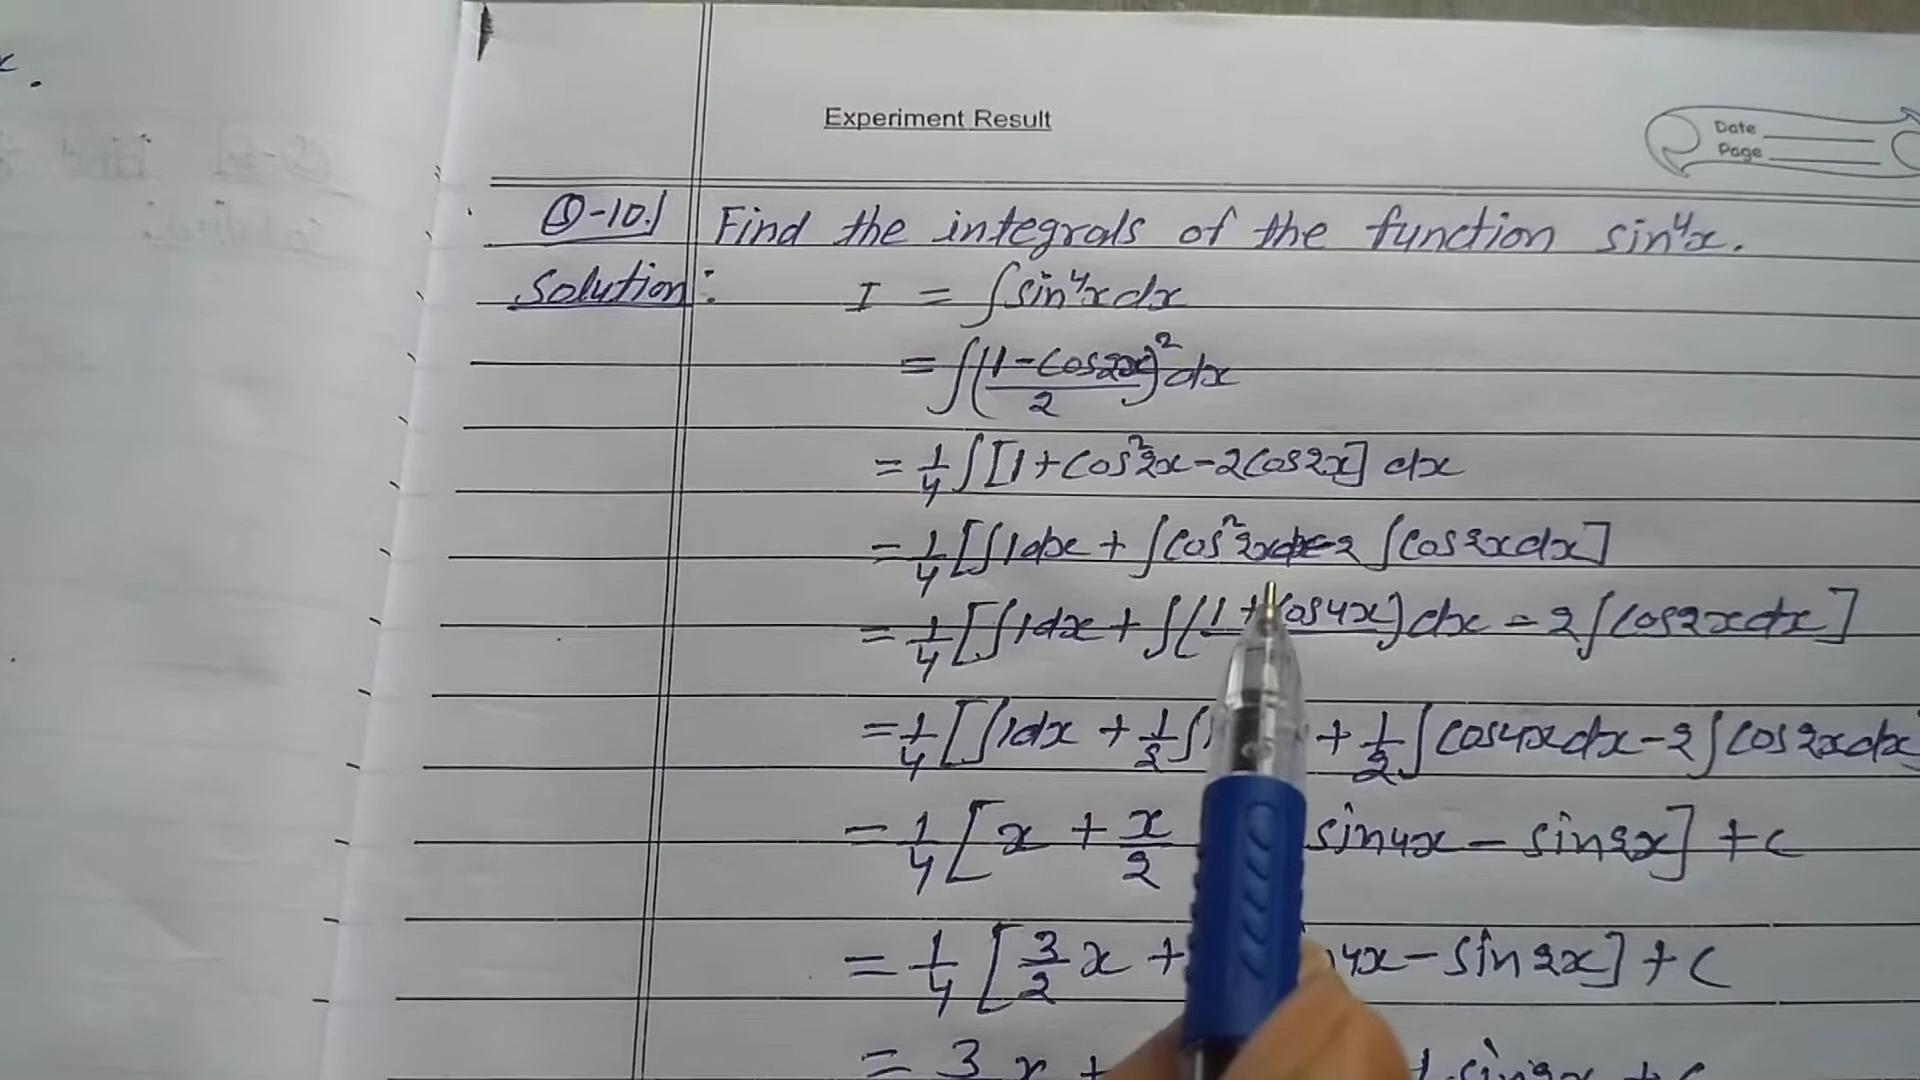 Experiment Result
Date
Page
Q-10.) Find the integrals of the function sin⁴x.
Solution: I = ∫sin⁴x dx
= ∫((1-cos2x)/2)² dx
= 1/4 ∫[1+cos²2x-2cos2x] dx
= 1/4 [∫1dx + ∫cos²2xdx-2 ∫cos2xdx]
= 1/4 [∫1dx + ∫(1+cos4x) dx - 2∫cos2xdx]
= 1/4 [∫1dx + 1/2 ∫1 + 1/2 ∫cos4xdx-2∫cos2xdx]
= 1/4 [x + x/2 sin4x - sin2x] + c
= 1/4 [3/2 x + 4x - sin2x] + c
= 3 x + sin2x + c